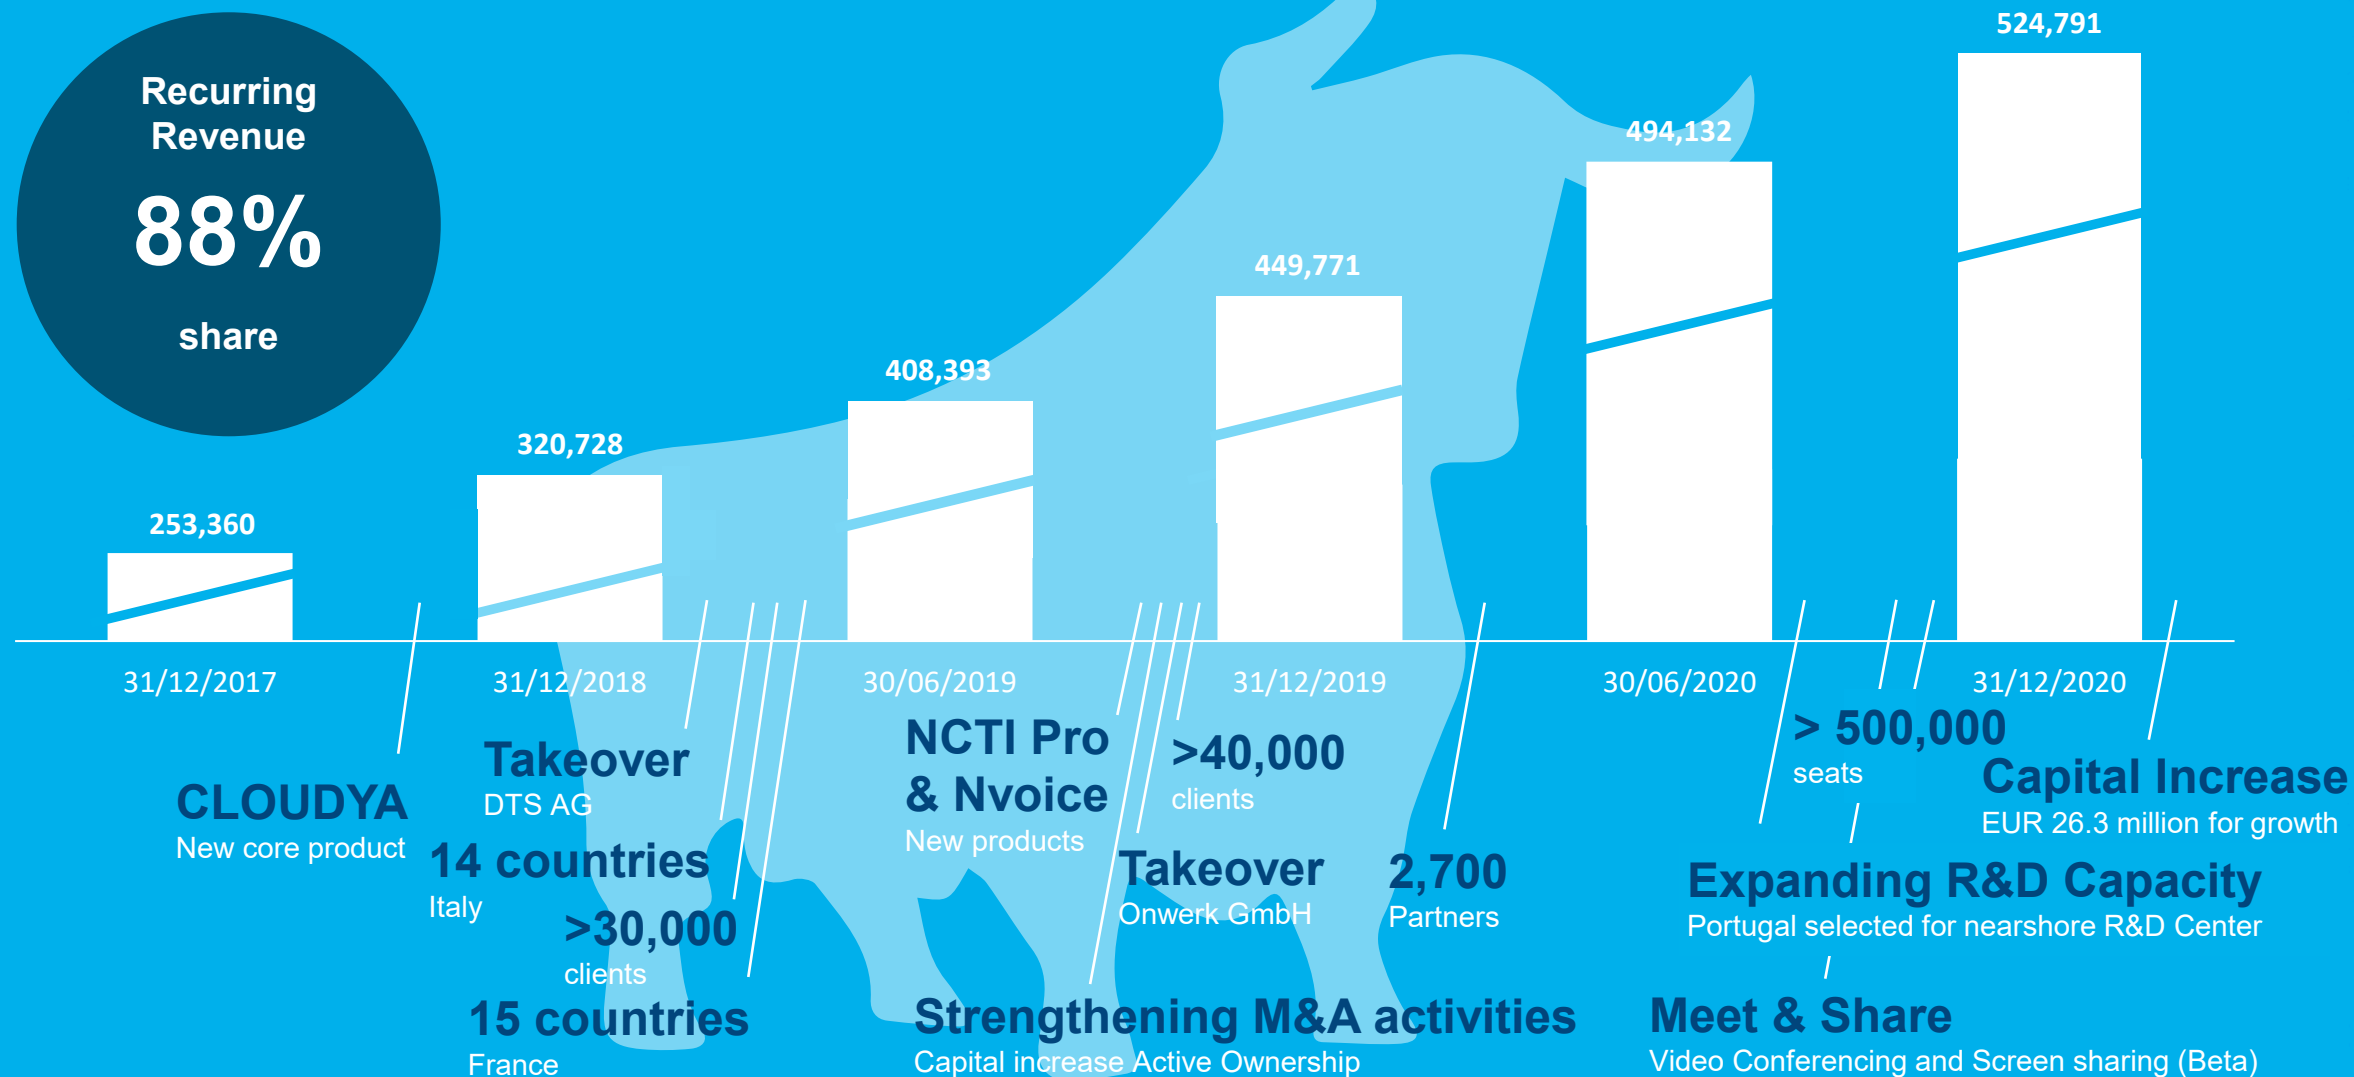 Recurring
Revenue
88%
share
253,360
320,728
408,393
449,771
494,132
524,791
31/12/2017
31/12/2018
30/06/2019
31/12/2019
30/06/2020
31/12/2020
CLOUDYA
New core product
Takeover
DTS AG
14 countries
Italy
>30,000
clients
15 countries
France
NCTI Pro
& Nvoice
New products
>40,000
clients
Takeover
Onwerk GmbH
Strengthening M&A activities
Capital increase Active Ownership
2,700
Partners
> 500,000
seats
Capital Increase
EUR 26.3 million for growth
Expanding R&D Capacity
Portugal selected for nearshore R&D Center
Meet & Share
Video Conferencing and Screen sharing (Beta)